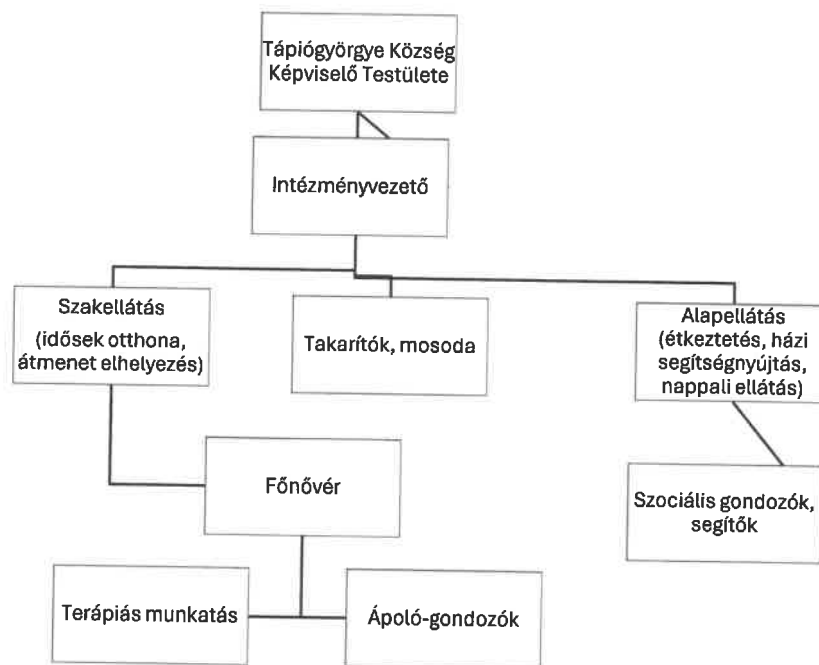 Tápiógyörgye Község
Képviselő Testülete
Intézményvezető
Szakellátás
(idősek otthona,
átmenet elhelyezés)
Takarítók, mosoda
Alapellátás
(étkeztetés, házi
segítségnyújtás,
nappali ellátás)
Főnővér
Szociális gondozók,
segítők
Terápiás munkatás
Ápoló-gondozók